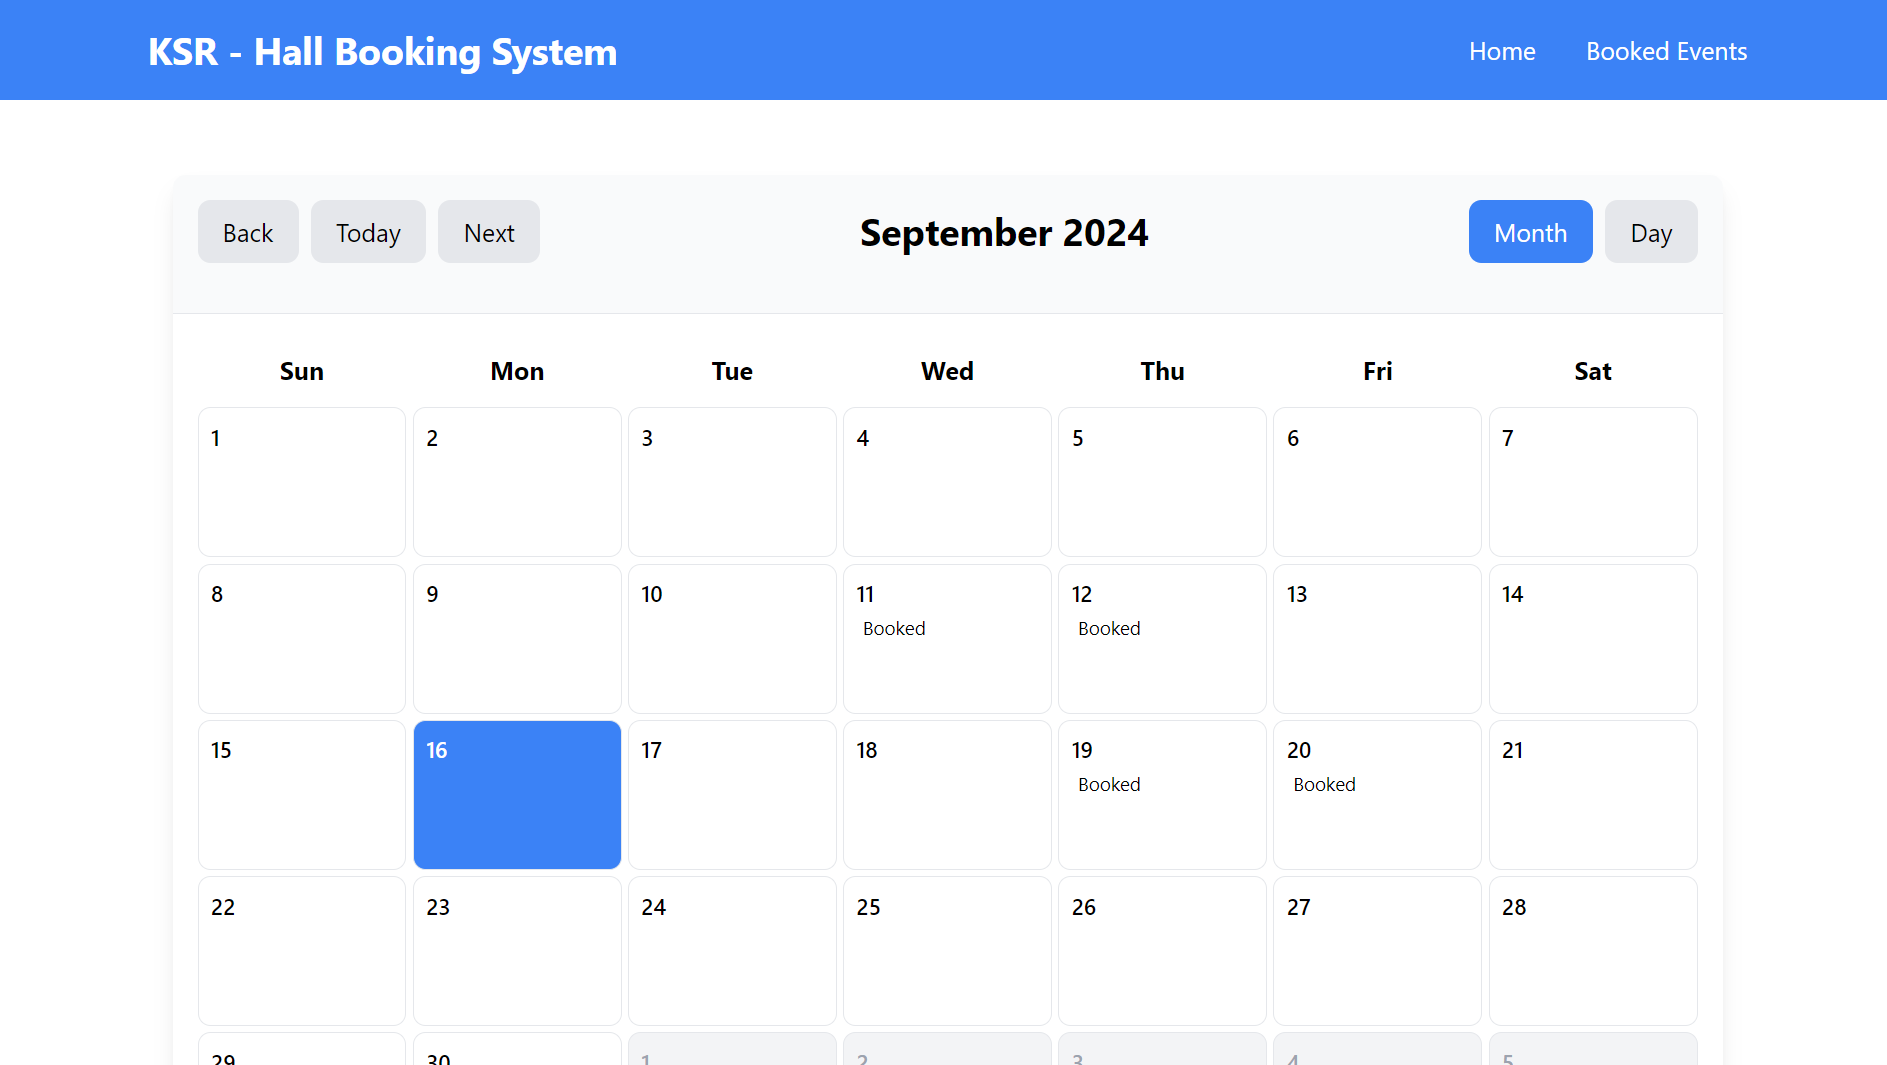 KSR - Hall Booking System Home Booked Events
Back Today Next September 2024 Month Day
Sun Mon Tue Wed Thu Fri Sat
1 2 3 4 5 6 7
8 9 10 11 12 13 14
Booked Booked
15 16 17 18 19 20 21
Booked Booked
22 23 24 25 26 27 28
29 30 1 2 3 4 5